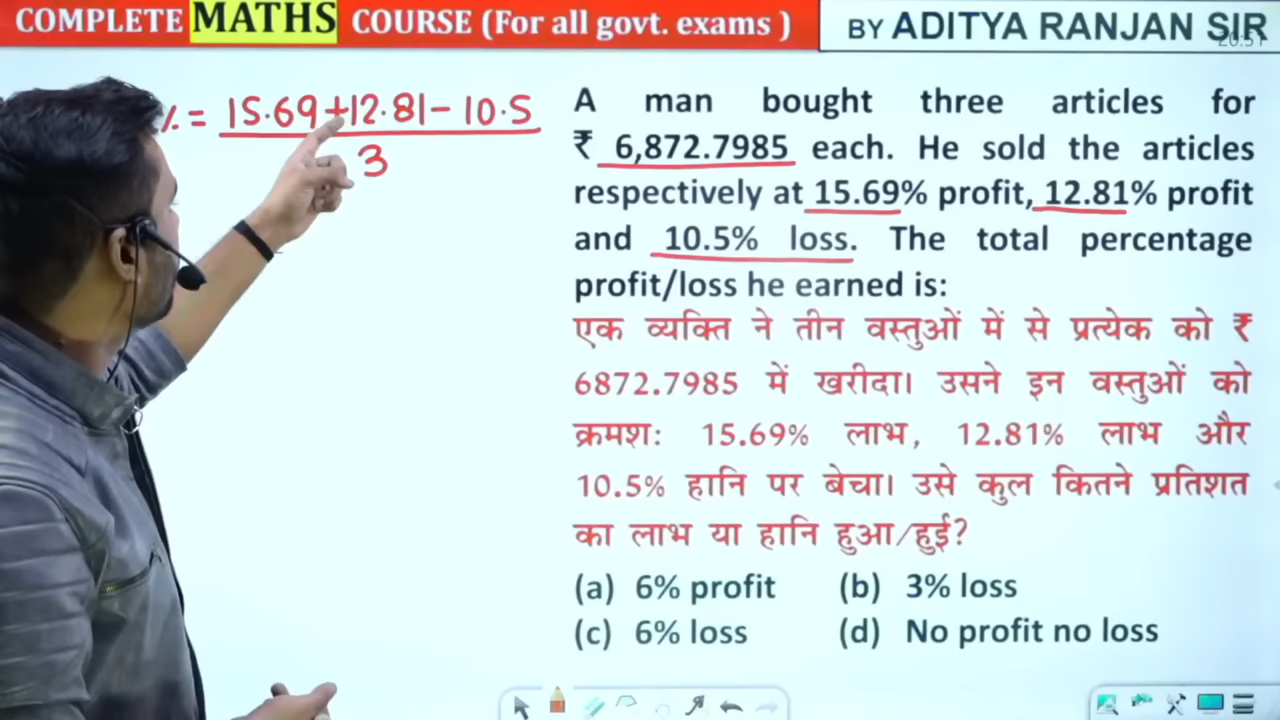 COMPLETE MATHS COURSE (For all govt. exams )
BY ADITYA RANJAN SIR
20:51
% = 15.69+12.81- 10.5
3
A man bought three articles for
₹ 6,872.7985 each. He sold the articles
respectively at 15.69% profit, 12.81% profit
and 10.5% loss. The total percentage
profit/loss he earned is:
एक व्यक्ति ने तीन वस्तुओं में से प्रत्येक को ₹
6872.7985 में खरीदा। उसने इन वस्तुओं को
क्रमश: 15.69% लाभ, 12.81% लाभ और
10.5% हानि पर बेचा। उसे कुल कितने प्रतिशत
का लाभ या हानि हुआ/हुई?
(a) 6% profit (b) 3% loss
(c) 6% loss (d) No profit no loss